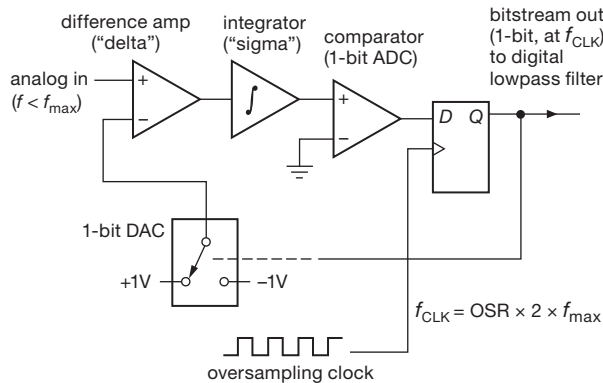 difference amp
("delta")
integrator
("sigma")
comparator
(1-bit ADC)
bitstream out
(1-bit, at fCLK)
to digital
lowpass filter
analog in
(f < fmax)
+
−
∫
+
−
D Q
1-bit DAC
+1V
−1V
fCLK = OSR × 2 × fmax
oversampling clock